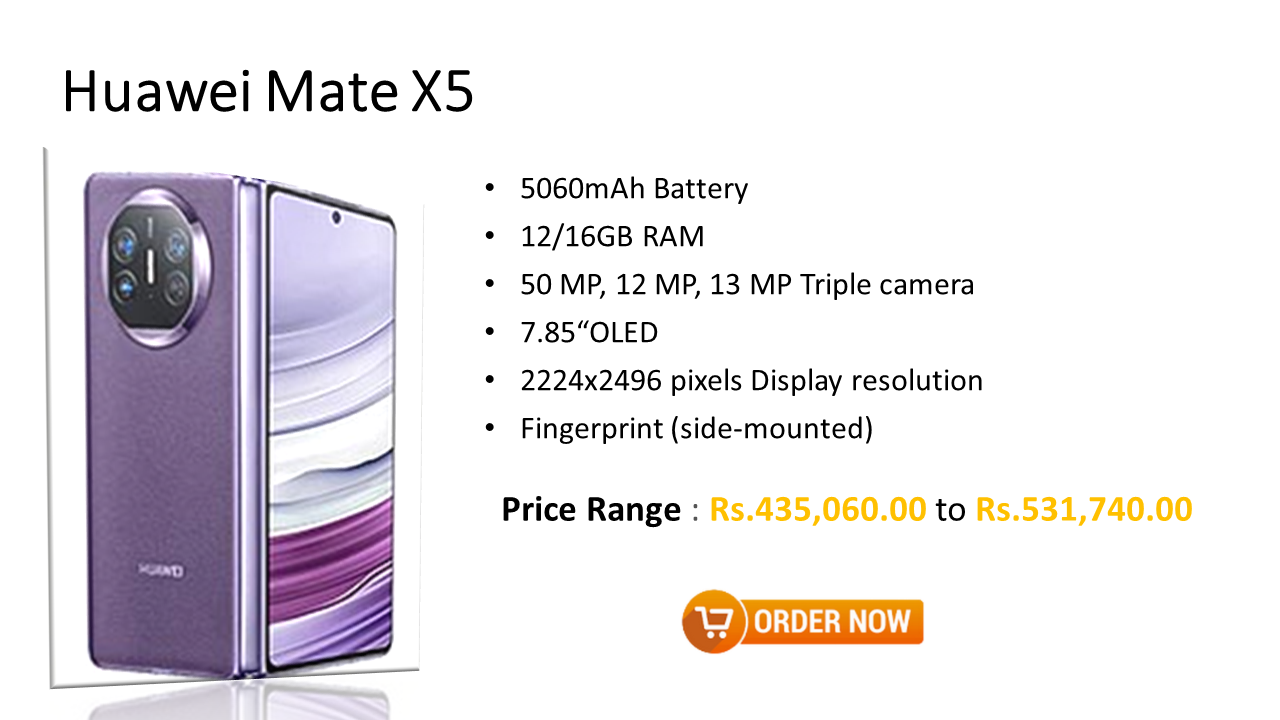 Huawei Mate X5
• 5060mAh Battery
• 12/16GB RAM
• 50 MP, 12 MP, 13 MP Triple camera
• 7.85“OLED
• 2224x2496 pixels Display resolution
• Fingerprint (side-mounted)
Price Range : Rs.435,060.00 to Rs.531,740.00
HUAWEI
ORDER NOW